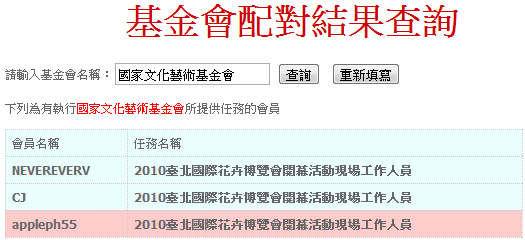 基金會配對結果查詢
請輸入基金會名稱： 國家文化藝術基金會 查詢 重新填寫
下列為有執行國家文化藝術基金會所提供任務的會員
會員名稱 任務名稱
NEVEREVERV 2010臺北國際花卉博覽會開幕活動現場工作人員
CJ 2010臺北國際花卉博覽會開幕活動現場工作人員
appleph55 2010臺北國際花卉博覽會開幕活動現場工作人員